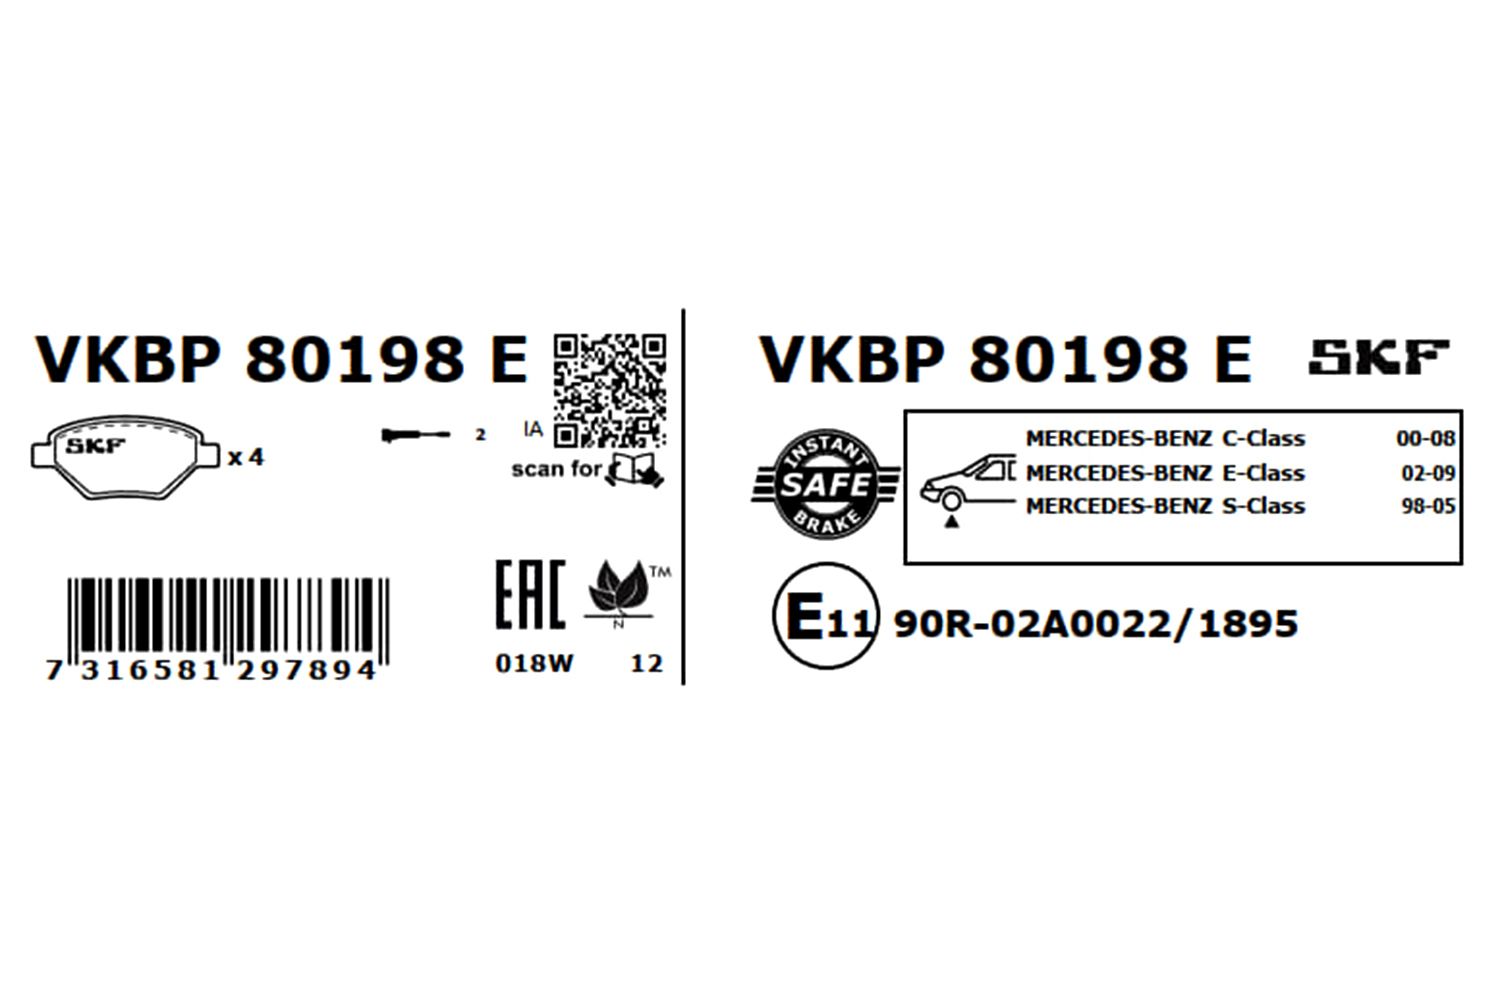 VKBP 80198 E
SKF
x 4
2
IA
scan for
7 316581 297894
EAC
TM
N
018W 12
VKBP 80198 E
SKF
INSTANT
SAFE
BRAKE
MERCEDES-BENZ C-Class 00-08
MERCEDES-BENZ E-Class 02-09
MERCEDES-BENZ S-Class 98-05
E11 90R-02A0022/1895